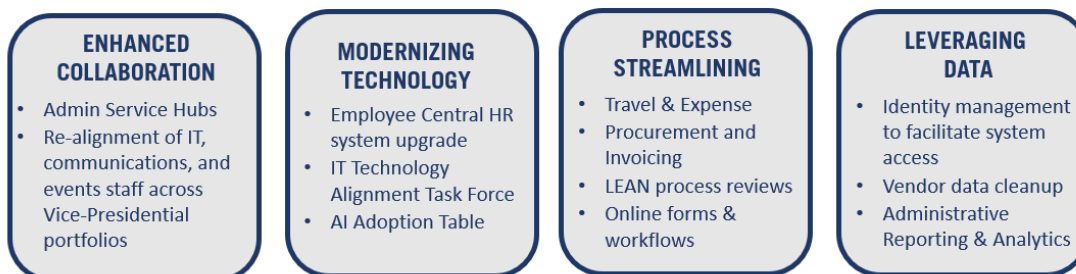 ENHANCED
COLLABORATION
• Admin Service Hubs
• Re-alignment of IT,
communications, and
events staff across
Vice-Presidential
portfolios
MODERNIZING
TECHNOLOGY
• Employee Central HR
system upgrade
• IT Technology
Alignment Task Force
• AI Adoption Table
PROCESS
STREAMLINING
• Travel & Expense
• Procurement and
Invoicing
• LEAN process reviews
• Online forms &
workflows
LEVERAGING
DATA
• Identity management
to facilitate system
access
• Vendor data cleanup
• Administrative
Reporting & Analytics